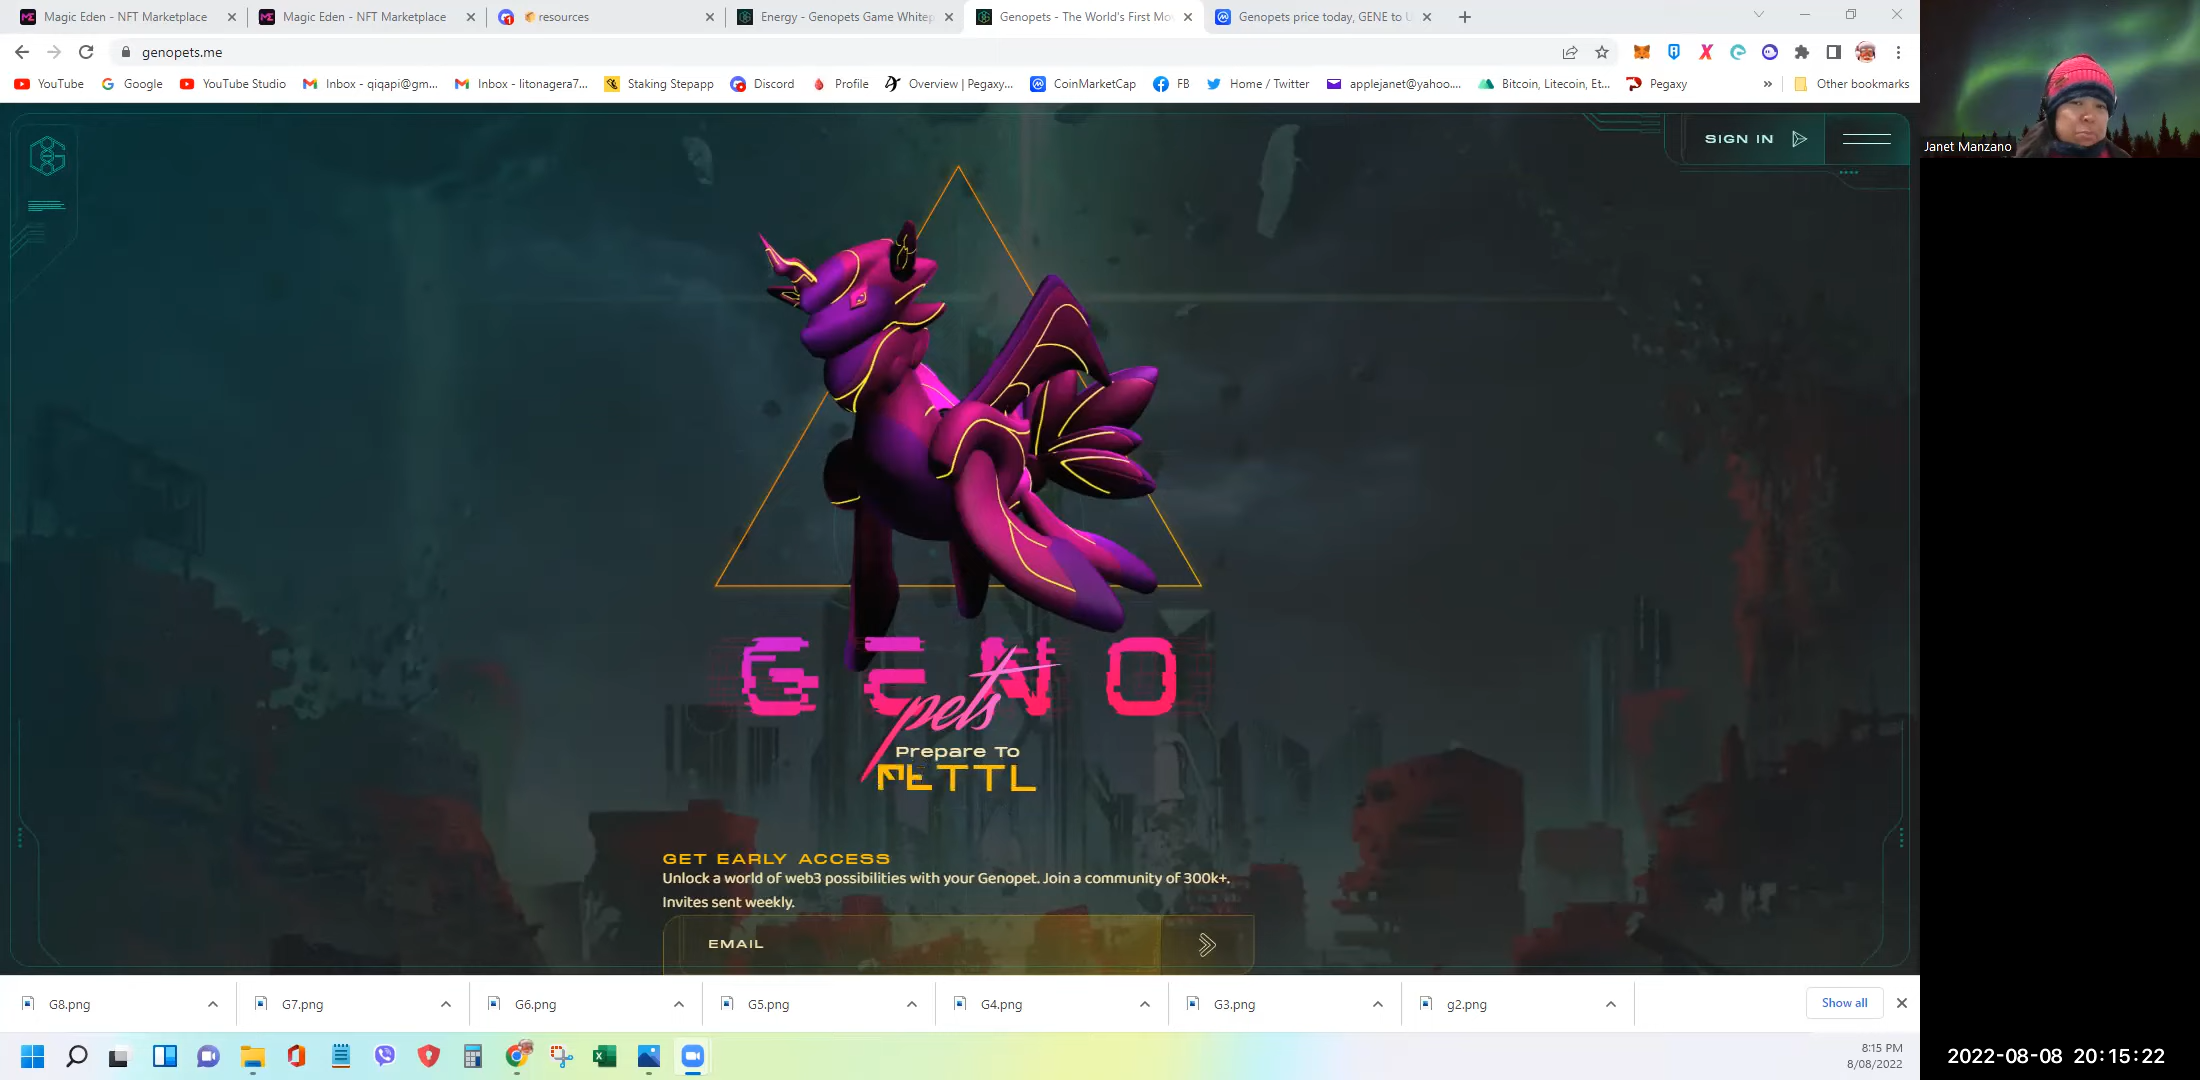 Magic Eden - NFT Marketplace
Magic Eden - NFT Marketplace
resources
Energy - Genopets Game Whitep
Genopets - The World's First Mo
Genopets price today, GENE to U
genopets.me
YouTube
Google
YouTube Studio
Inbox - qiqapi@gm...
Inbox - litonagera7...
Staking Stepapp
Discord
Profile
Overview | Pegaxy...
CoinMarketCap
FB
Home / Twitter
applejanet@yahoo....
Bitcoin, Litecoin, Et...
Pegaxy
»
Other bookmarks
SIGN IN
Janet Manzano
GENO
pets
Prepare To
METTL
GET EARLY ACCESS
Unlock a world of web3 possibilities with your Genopet. Join a community of 300k+.
Invites sent weekly.
EMAIL
G8.png
G7.png
G6.png
G5.png
G4.png
G3.png
g2.png
Show all
8:15 PM
8/08/2022
2022-08-08 20:15:22